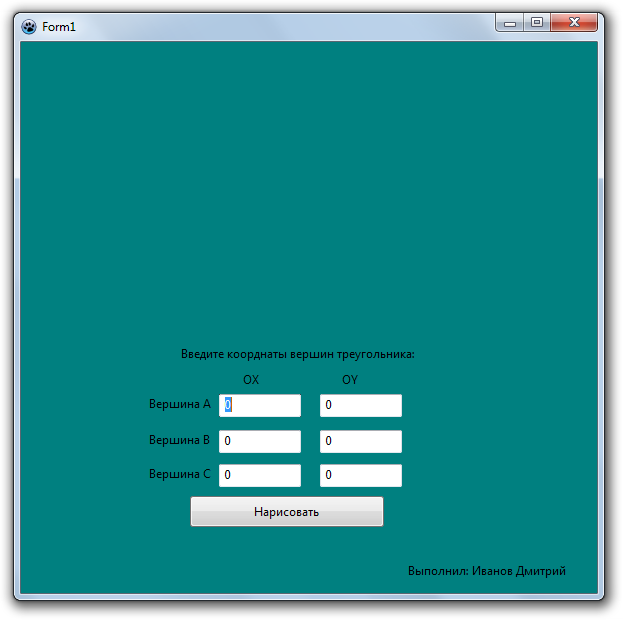 Form1
Введите коорднаты вершин треугольника:
OX OY
Вершина A 0 0
Вершина B 0 0
Вершина C 0 0
Нарисовать
Выполнил: Иванов Дмитрий